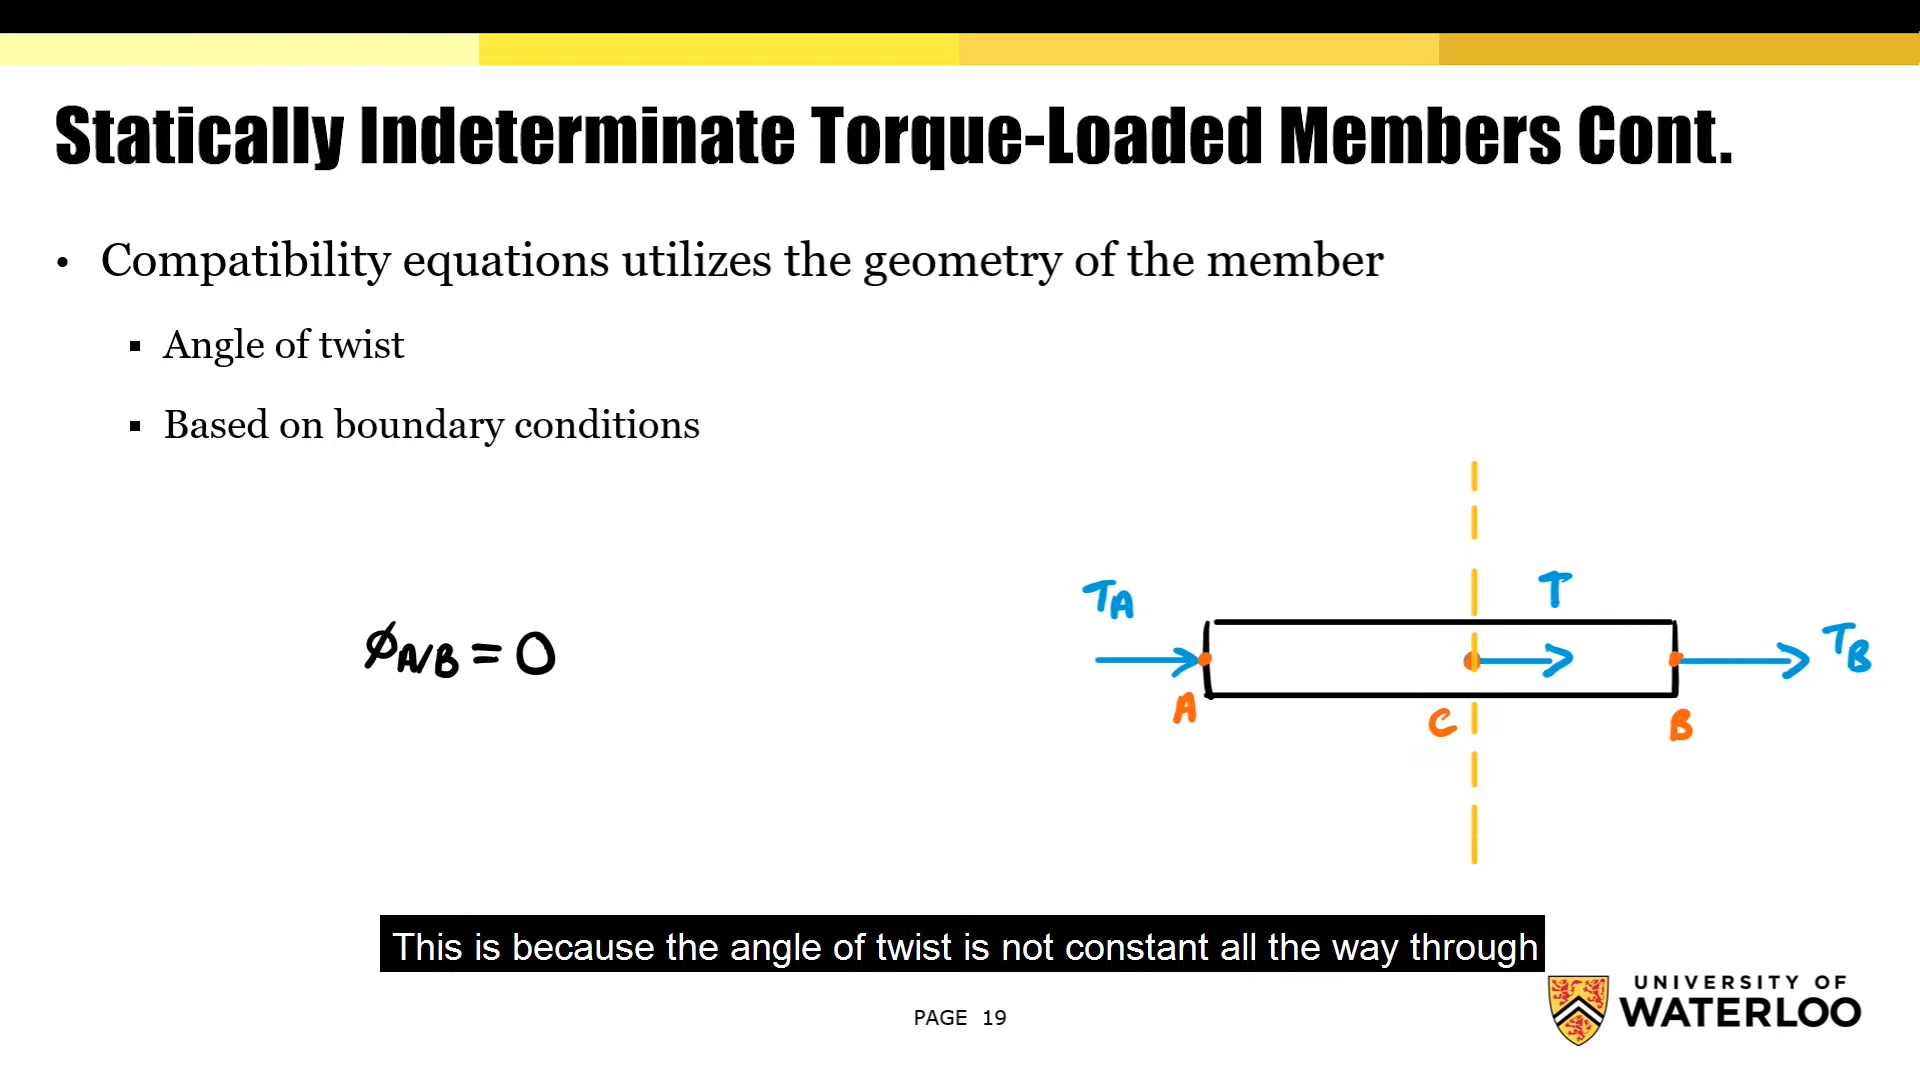 Statically Indeterminate Torque-Loaded Members Cont.
• Compatibility equations utilizes the geometry of the member
▪ Angle of twist
▪ Based on boundary conditions
ϕA/B = 0
TA
T
TB
A
C
B
This is because the angle of twist is not constant all the way through
PAGE 19
UNIVERSITY OF
WATERLOO